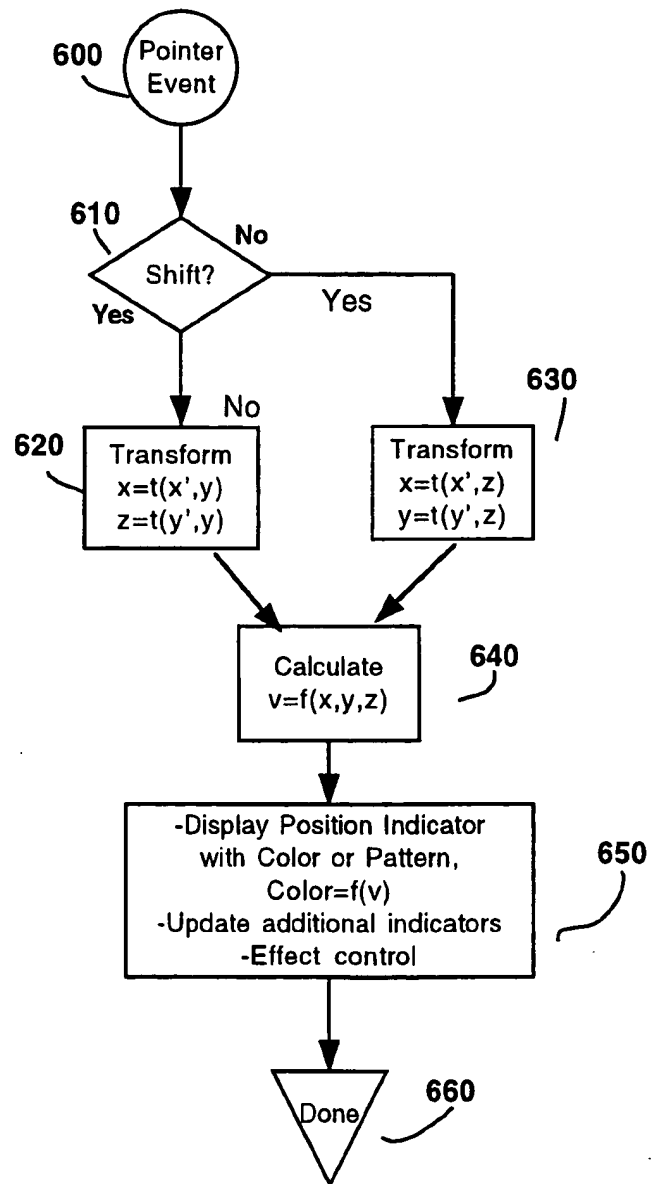 600
Pointer
Event
610
No
Shift?
Yes
Yes
No
630
620
Transform
x=t(x',y)
z=t(y',y)
Transform
x=t(x',z)
y=t(y',z)
640
Calculate
v=f(x,y,z)
-Display Position Indicator
with Color or Pattern,
Color=f(v)
-Update additional indicators
-Effect control
650
Done
660